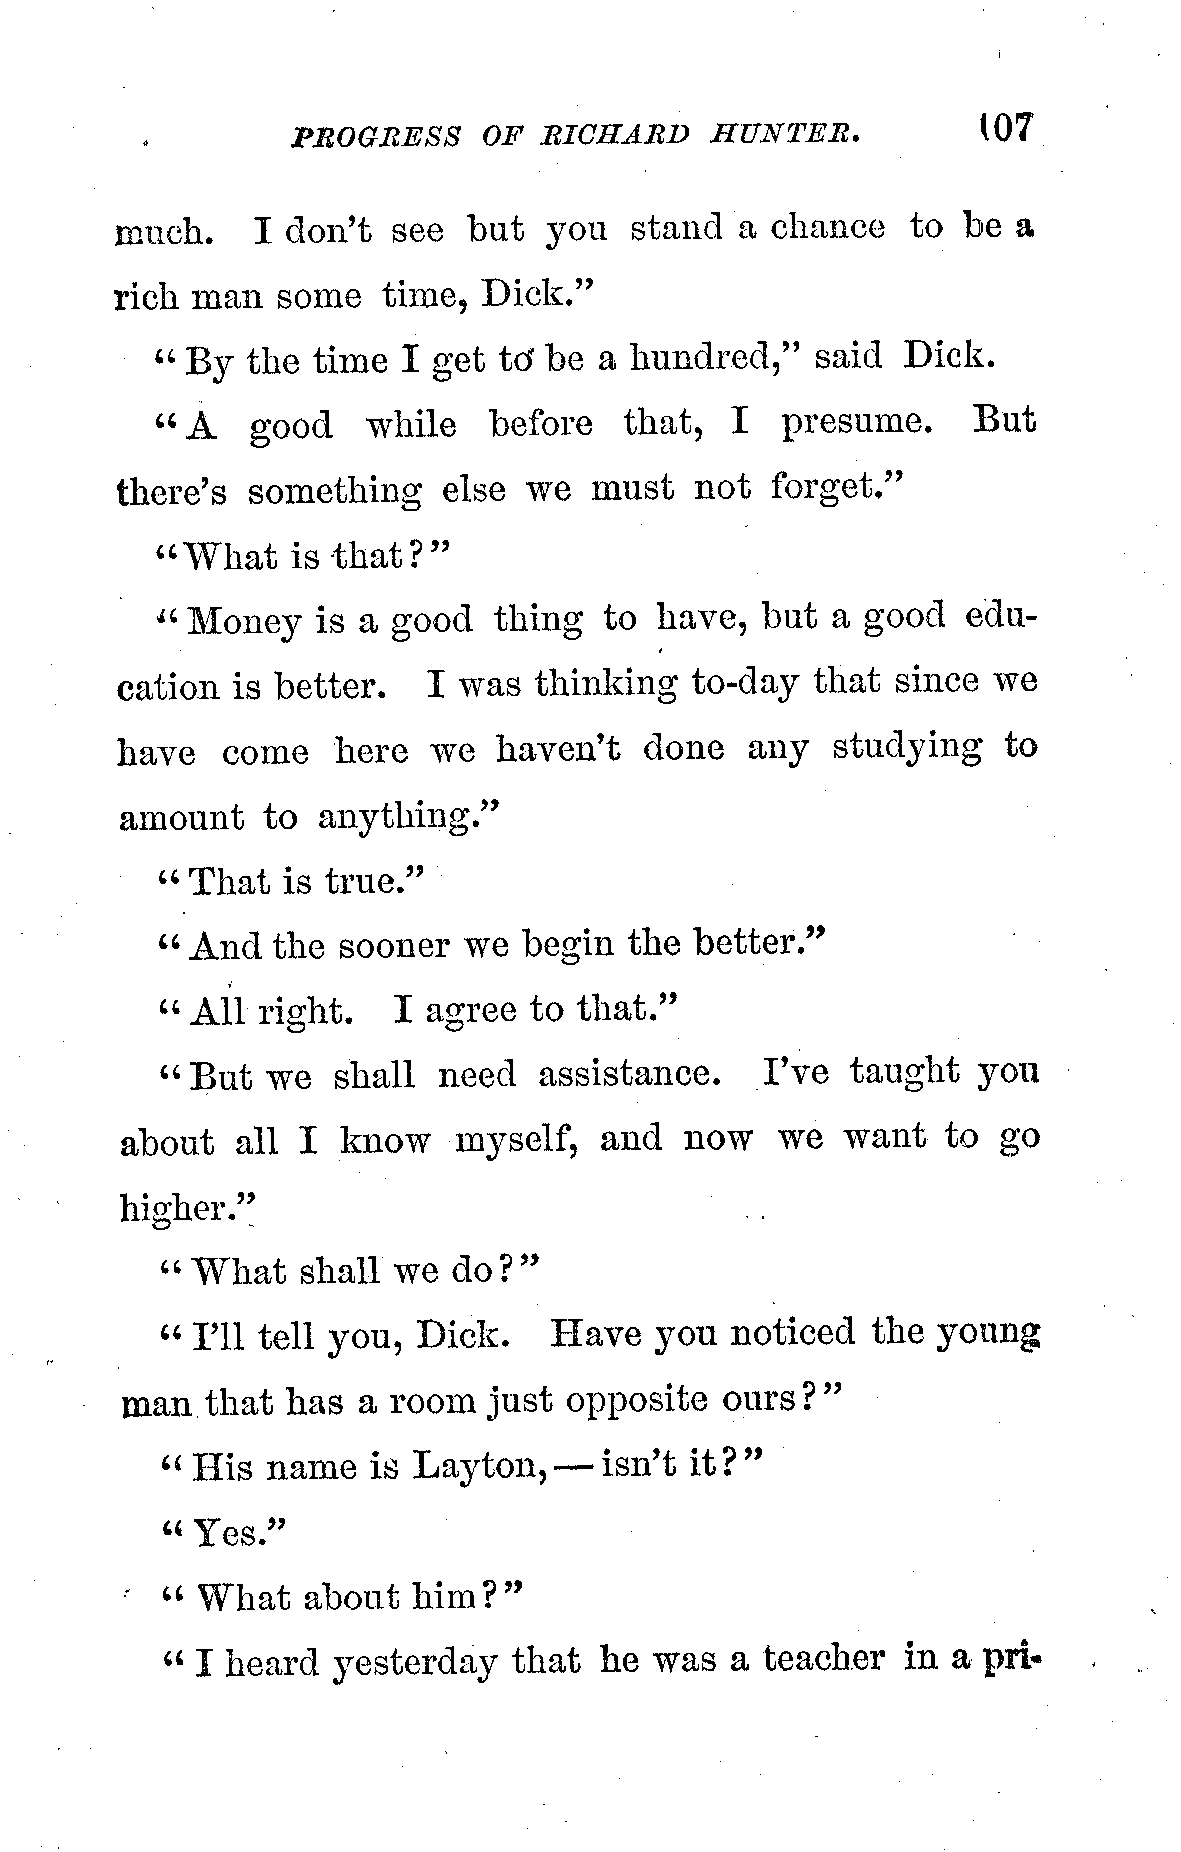 PROGRESS OF RICHARD HUNTER. 107
much. I don't see but you stand a chance to be a
rich man some time, Dick."
"By the time I get to be a hundred," said Dick.
"A good while before that, I presume. But
there's something else we must not forget."
"What is that?"
"Money is a good thing to have, but a good edu-
cation is better. I was thinking to-day that since we
have come here we haven't done any studying to
amount to anything."
"That is true."
"And the sooner we begin the better."
"All right. I agree to that."
"But we shall need assistance. I've taught you
about all I know myself, and now we want to go
higher."
"What shall we do?"
"I'll tell you, Dick. Have you noticed the young
man that has a room just opposite ours?"
"His name is Layton,—isn't it?"
"Yes."
"What about him?"
"I heard yesterday that he was a teacher in a pri-